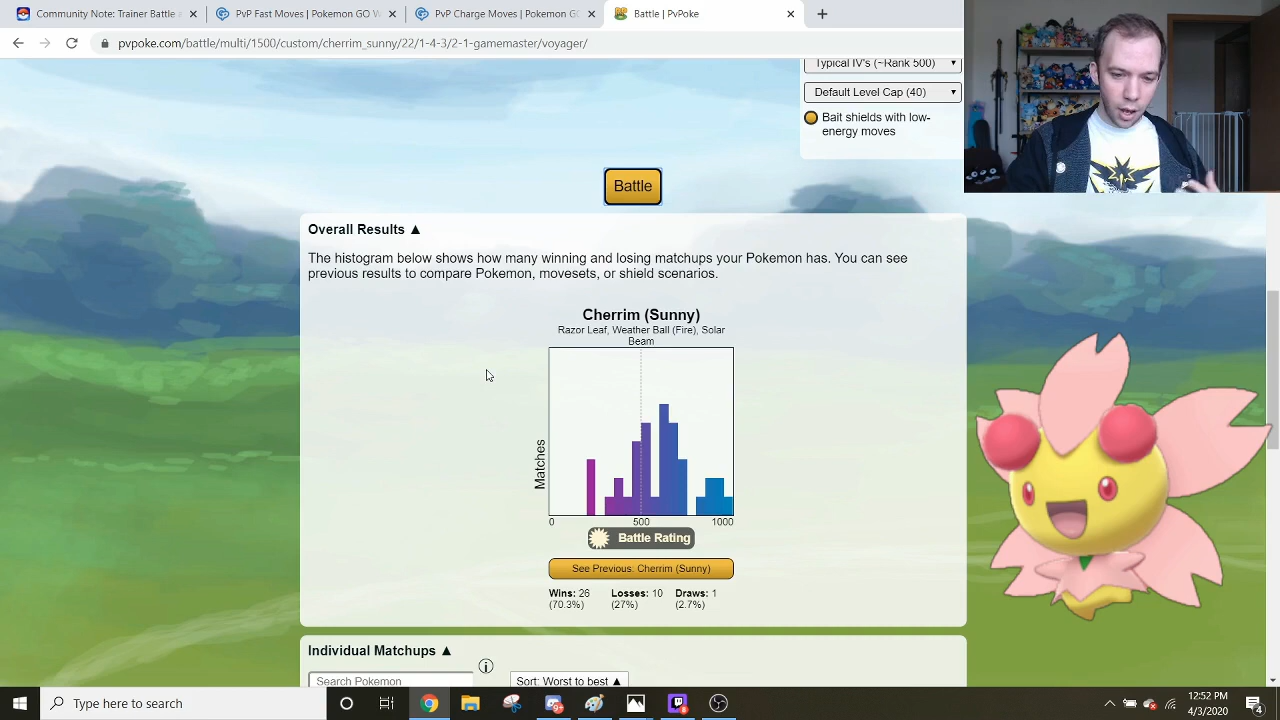 Community Note: Trainer Battle
PvP Fast Moves | Pokemon GO W
PvP Charge Moves | Pokemon GO
Battle | PvPoke
pvpoke.com/battle/multi/1500/custom/cherrim_sunny/22/1-4-3/2-1-gamemaster/voyager/
Typical IV's (~Rank 500)
Default Level Cap (40)
Bait shields with low-
energy moves
Battle
Overall Results ▲
The histogram below shows how many winning and losing matchups your Pokemon has. You can see
previous results to compare Pokemon, movesets, or shield scenarios.
Cherrim (Sunny)
Razor Leaf, Weather Ball (Fire), Solar
Beam
Matches
0 500 1000
Battle Rating
See Previous: Cherrim (Sunny)
Wins: 26 Losses: 10 Draws: 1
(70.3%) (27%) (2.7%)
Individual Matchups ▲
Search Pokemon
Sort: Worst to best ▲
Type here to search
12:52 PM
4/3/2020
4